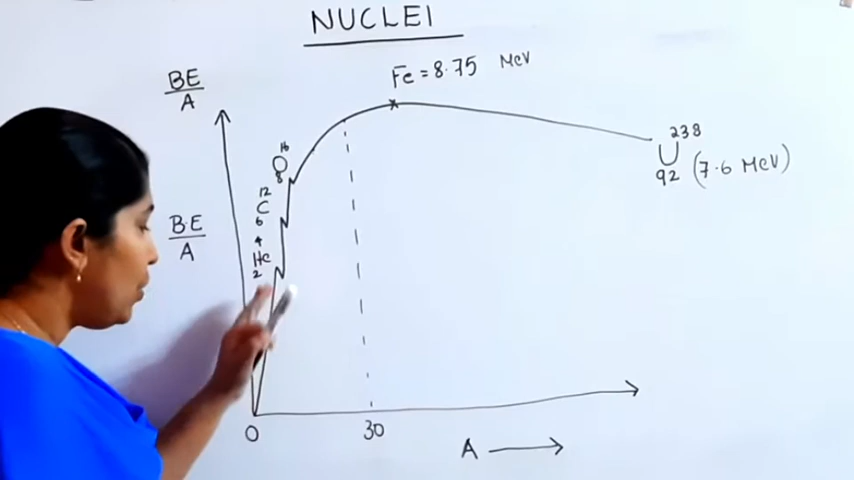 NUCLEI
BE
A
Fe = 8.75 MeV
16
O
8
12
C
6
4
He
2
BE
A
238
U
92
(7.6 MeV)
0
30
A